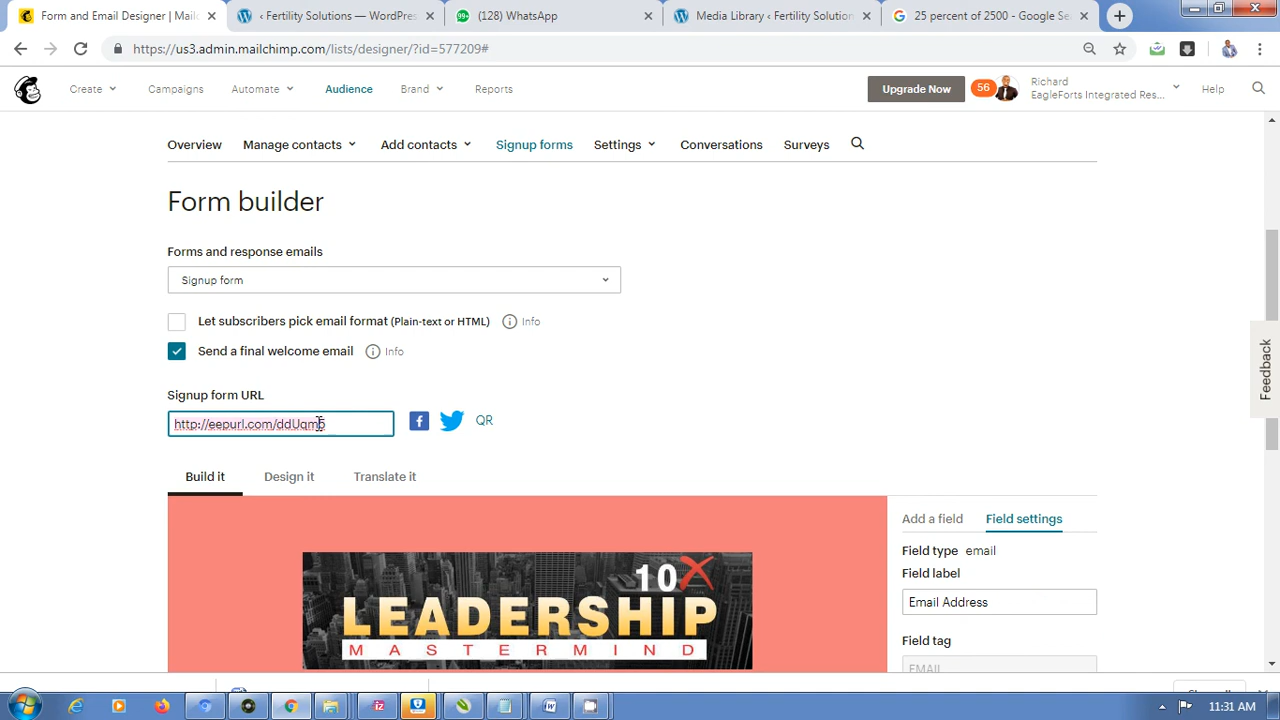 Form and Email Designer | Mailc
‹ Fertility Solutions — WordPres
99+
(128) WhatsApp
Media Library ‹ Fertility Solution
25 percent of 2500 - Google Sea
https://us3.admin.mailchimp.com/lists/designer/?id=577209#
Create
Campaigns
Automate
Audience
Brand
Reports
Upgrade Now
56
Richard
EagleForts Integrated Res...
Help
Overview
Manage contacts
Add contacts
Signup forms
Settings
Conversations
Surveys
Form builder
Forms and response emails
Signup form
Let subscribers pick email format (Plain-text or HTML)
Info
Send a final welcome email
Info
Signup form URL
http://eepurl.com/ddUqm5
QR
Build it
Design it
Translate it
Add a field
Field settings
Field type email
Field label
Email Address
Field tag
EMAIL
10X
LEADERSHIP
MASTERMIND
Feedback
11:31 AM